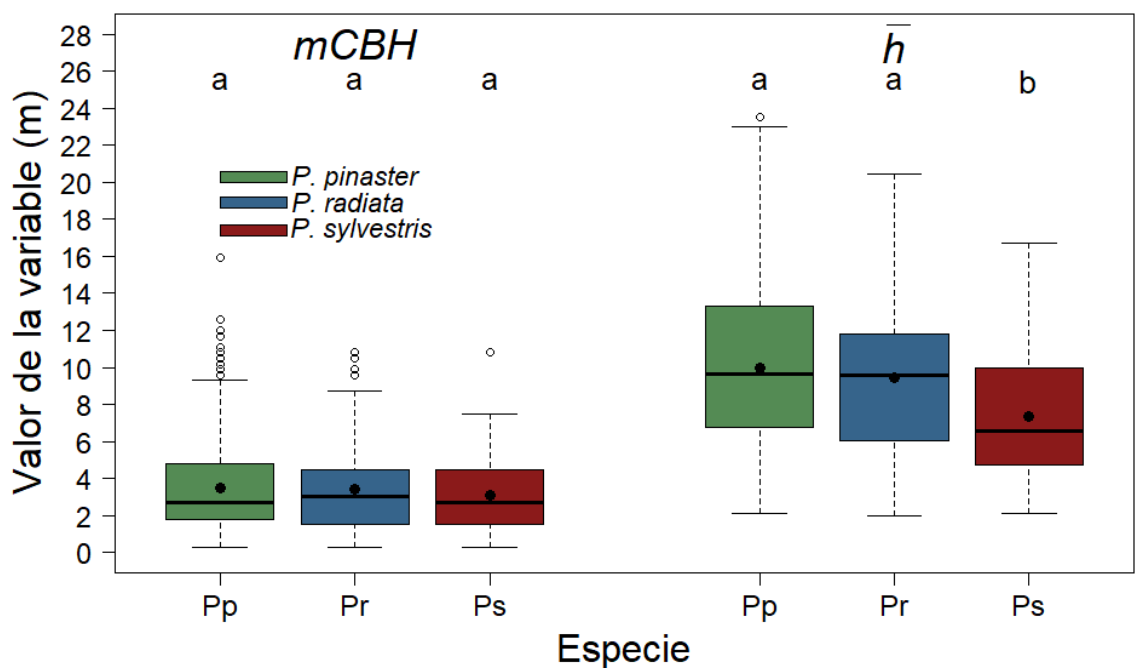 mCBH
h
a
a
a
a
a
b
P. pinaster
P. radiata
P. sylvestris
Valor de la variable (m)
28
26
24
22
20
18
16
14
12
10
8
6
4
2
0
Pp
Pr
Ps
Pp
Pr
Ps
Especie